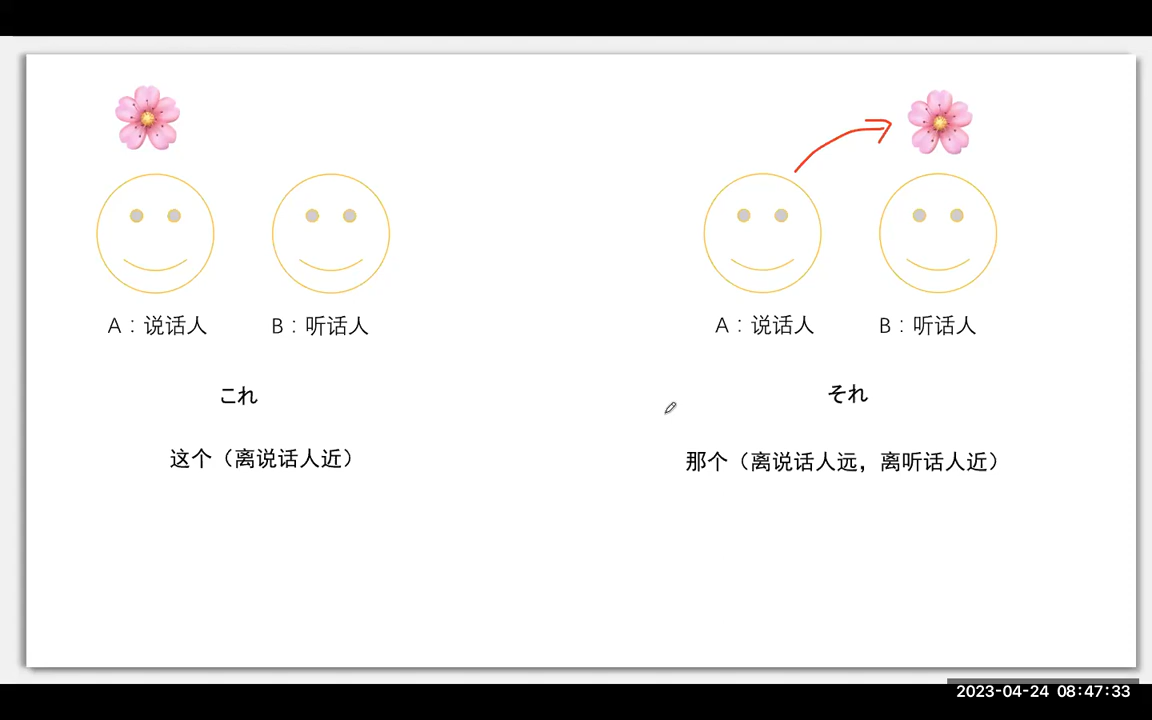 A：说话人
B：听话人
これ
这个（离说话人近）
A：说话人
B：听话人
それ
那个（离说话人远，离听话人近）
2023-04-24 08:47:33